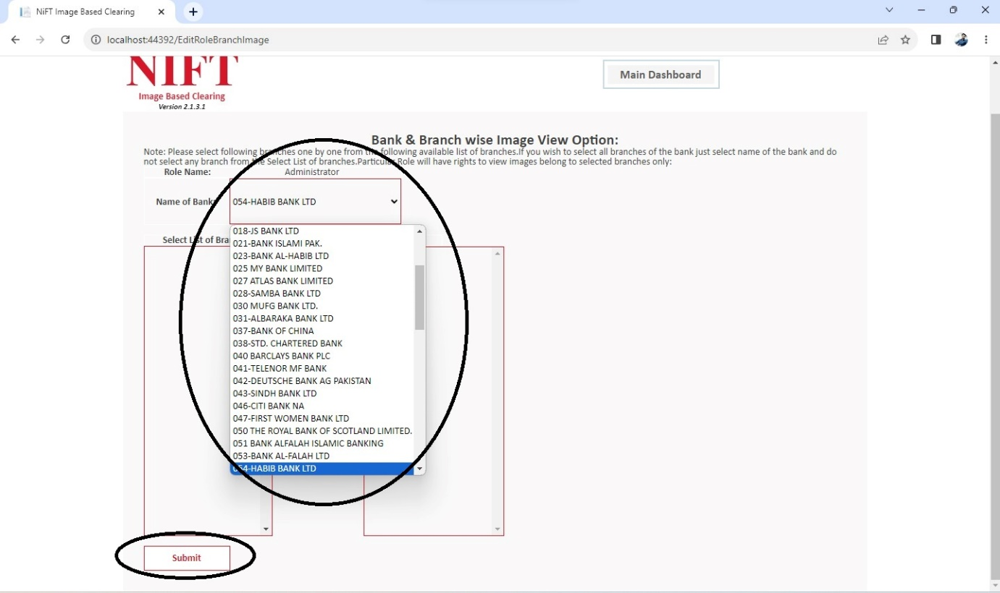 NiFT Image Based Clearing
localhost:44392/EditRoleBranchImage
NIFT
Image Based Clearing
Version 2.1.3.1
Main Dashboard
Bank & Branch wise Image View Option:
Note: Please select following branches one by one from the following available list of branches.If you wish to select all branches of the bank just select name of the bank and do
not select any branch from the Select List of branches.Particular Role will have rights to view images belong to selected branches only:
Role Name: Administrator
Name of Bank: 054-HABIB BANK LTD
Select List of Bra
018-JS BANK LTD
021-BANK ISLAMI PAK.
023-BANK AL-HABIB LTD
025 MY BANK LIMITED
027 ATLAS BANK LIMITED
028-SAMBA BANK LTD
030 MUFG BANK LTD.
031-ALBARAKA BANK LTD
037-BANK OF CHINA
038-STD. CHARTERED BANK
040 BARCLAYS BANK PLC
041-TELENOR MF BANK
042-DEUTSCHE BANK AG PAKISTAN
043-SINDH BANK LTD
046-CITI BANK NA
047-FIRST WOMEN BANK LTD
050 THE ROYAL BANK OF SCOTLAND LIMITED.
051 BANK ALFALAH ISLAMIC BANKING
053-BANK AL-FALAH LTD
054-HABIB BANK LTD
Submit